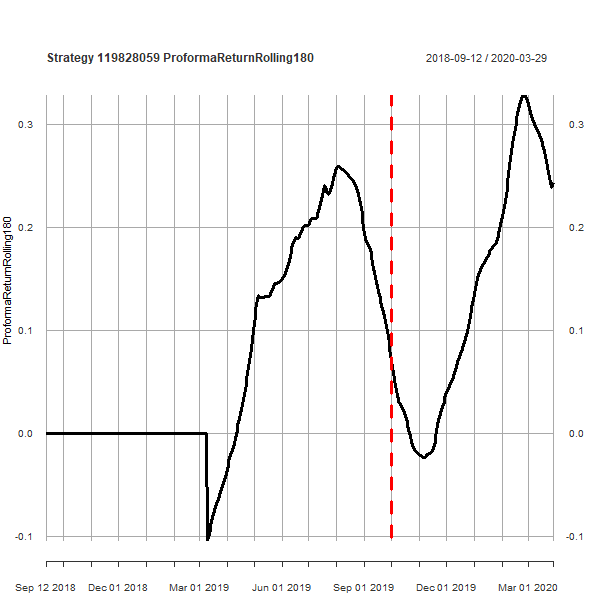 Strategy 119828059 ProformaReturnRolling180
2018-09-12 / 2020-03-29
0.3 0.3
0.2 0.2
ProformaReturnRolling180
0.1 0.1
0.0 0.0
-0.1 -0.1
Sep 12 2018 Dec 01 2018 Mar 01 2019 Jun 01 2019 Sep 01 2019 Dec 01 2019 Mar 01 2020